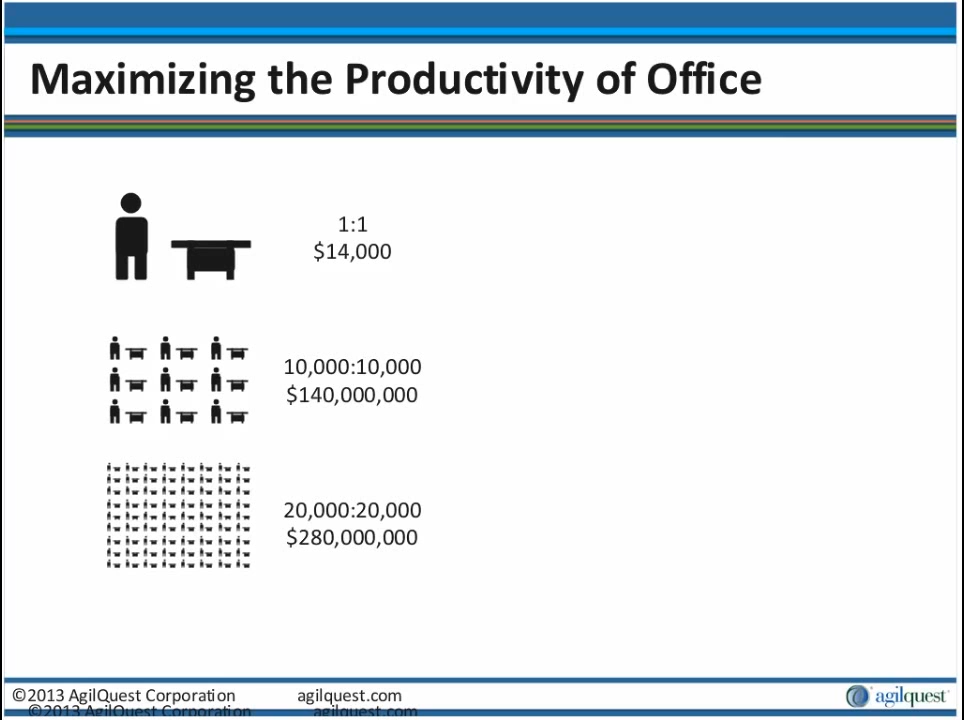 Maximizing the Productivity of Office
1:1
$14,000
10,000:10,000
$140,000,000
20,000:20,000
$280,000,000
©2013 AgilQuest Corporation agilquest.com
©2013 AgilQuest Corporation agilquest.com
agilquest